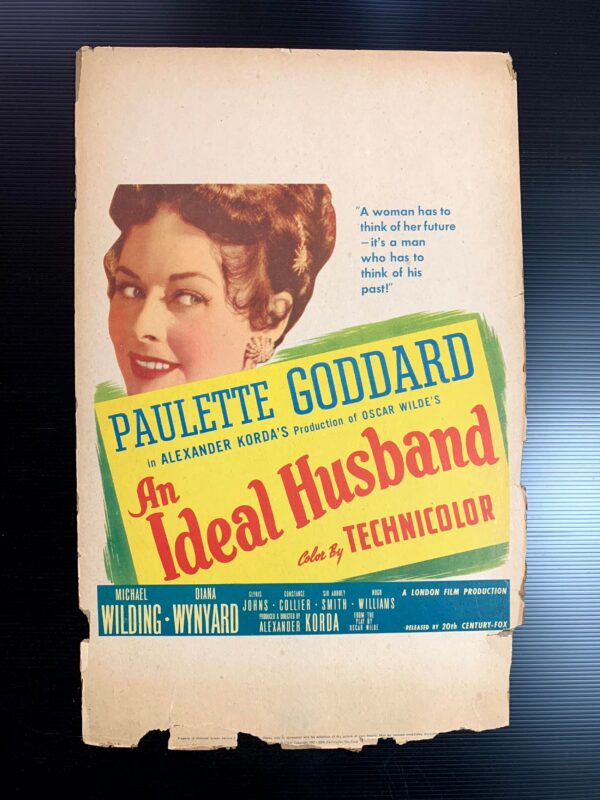 "A woman has to
think of her future
—it's a man
who has to
think of his
past!"
PAULETTE GODDARD
in ALEXANDER KORDA'S Production of OSCAR WILDE'S
An
Ideal Husband
Color By TECHNICOLOR
MICHAEL WILDING · DIANA WYNYARD
GLYNIS JOHNS · CONSTANCE COLLIER · SIR AUBREY SMITH · HUGH WILLIAMS
PRODUCED & DIRECTED BY ALEXANDER KORDA FROM THE PLAY BY OSCAR WILDE
A LONDON FILM PRODUCTION
RELEASED BY 20th CENTURY-FOX